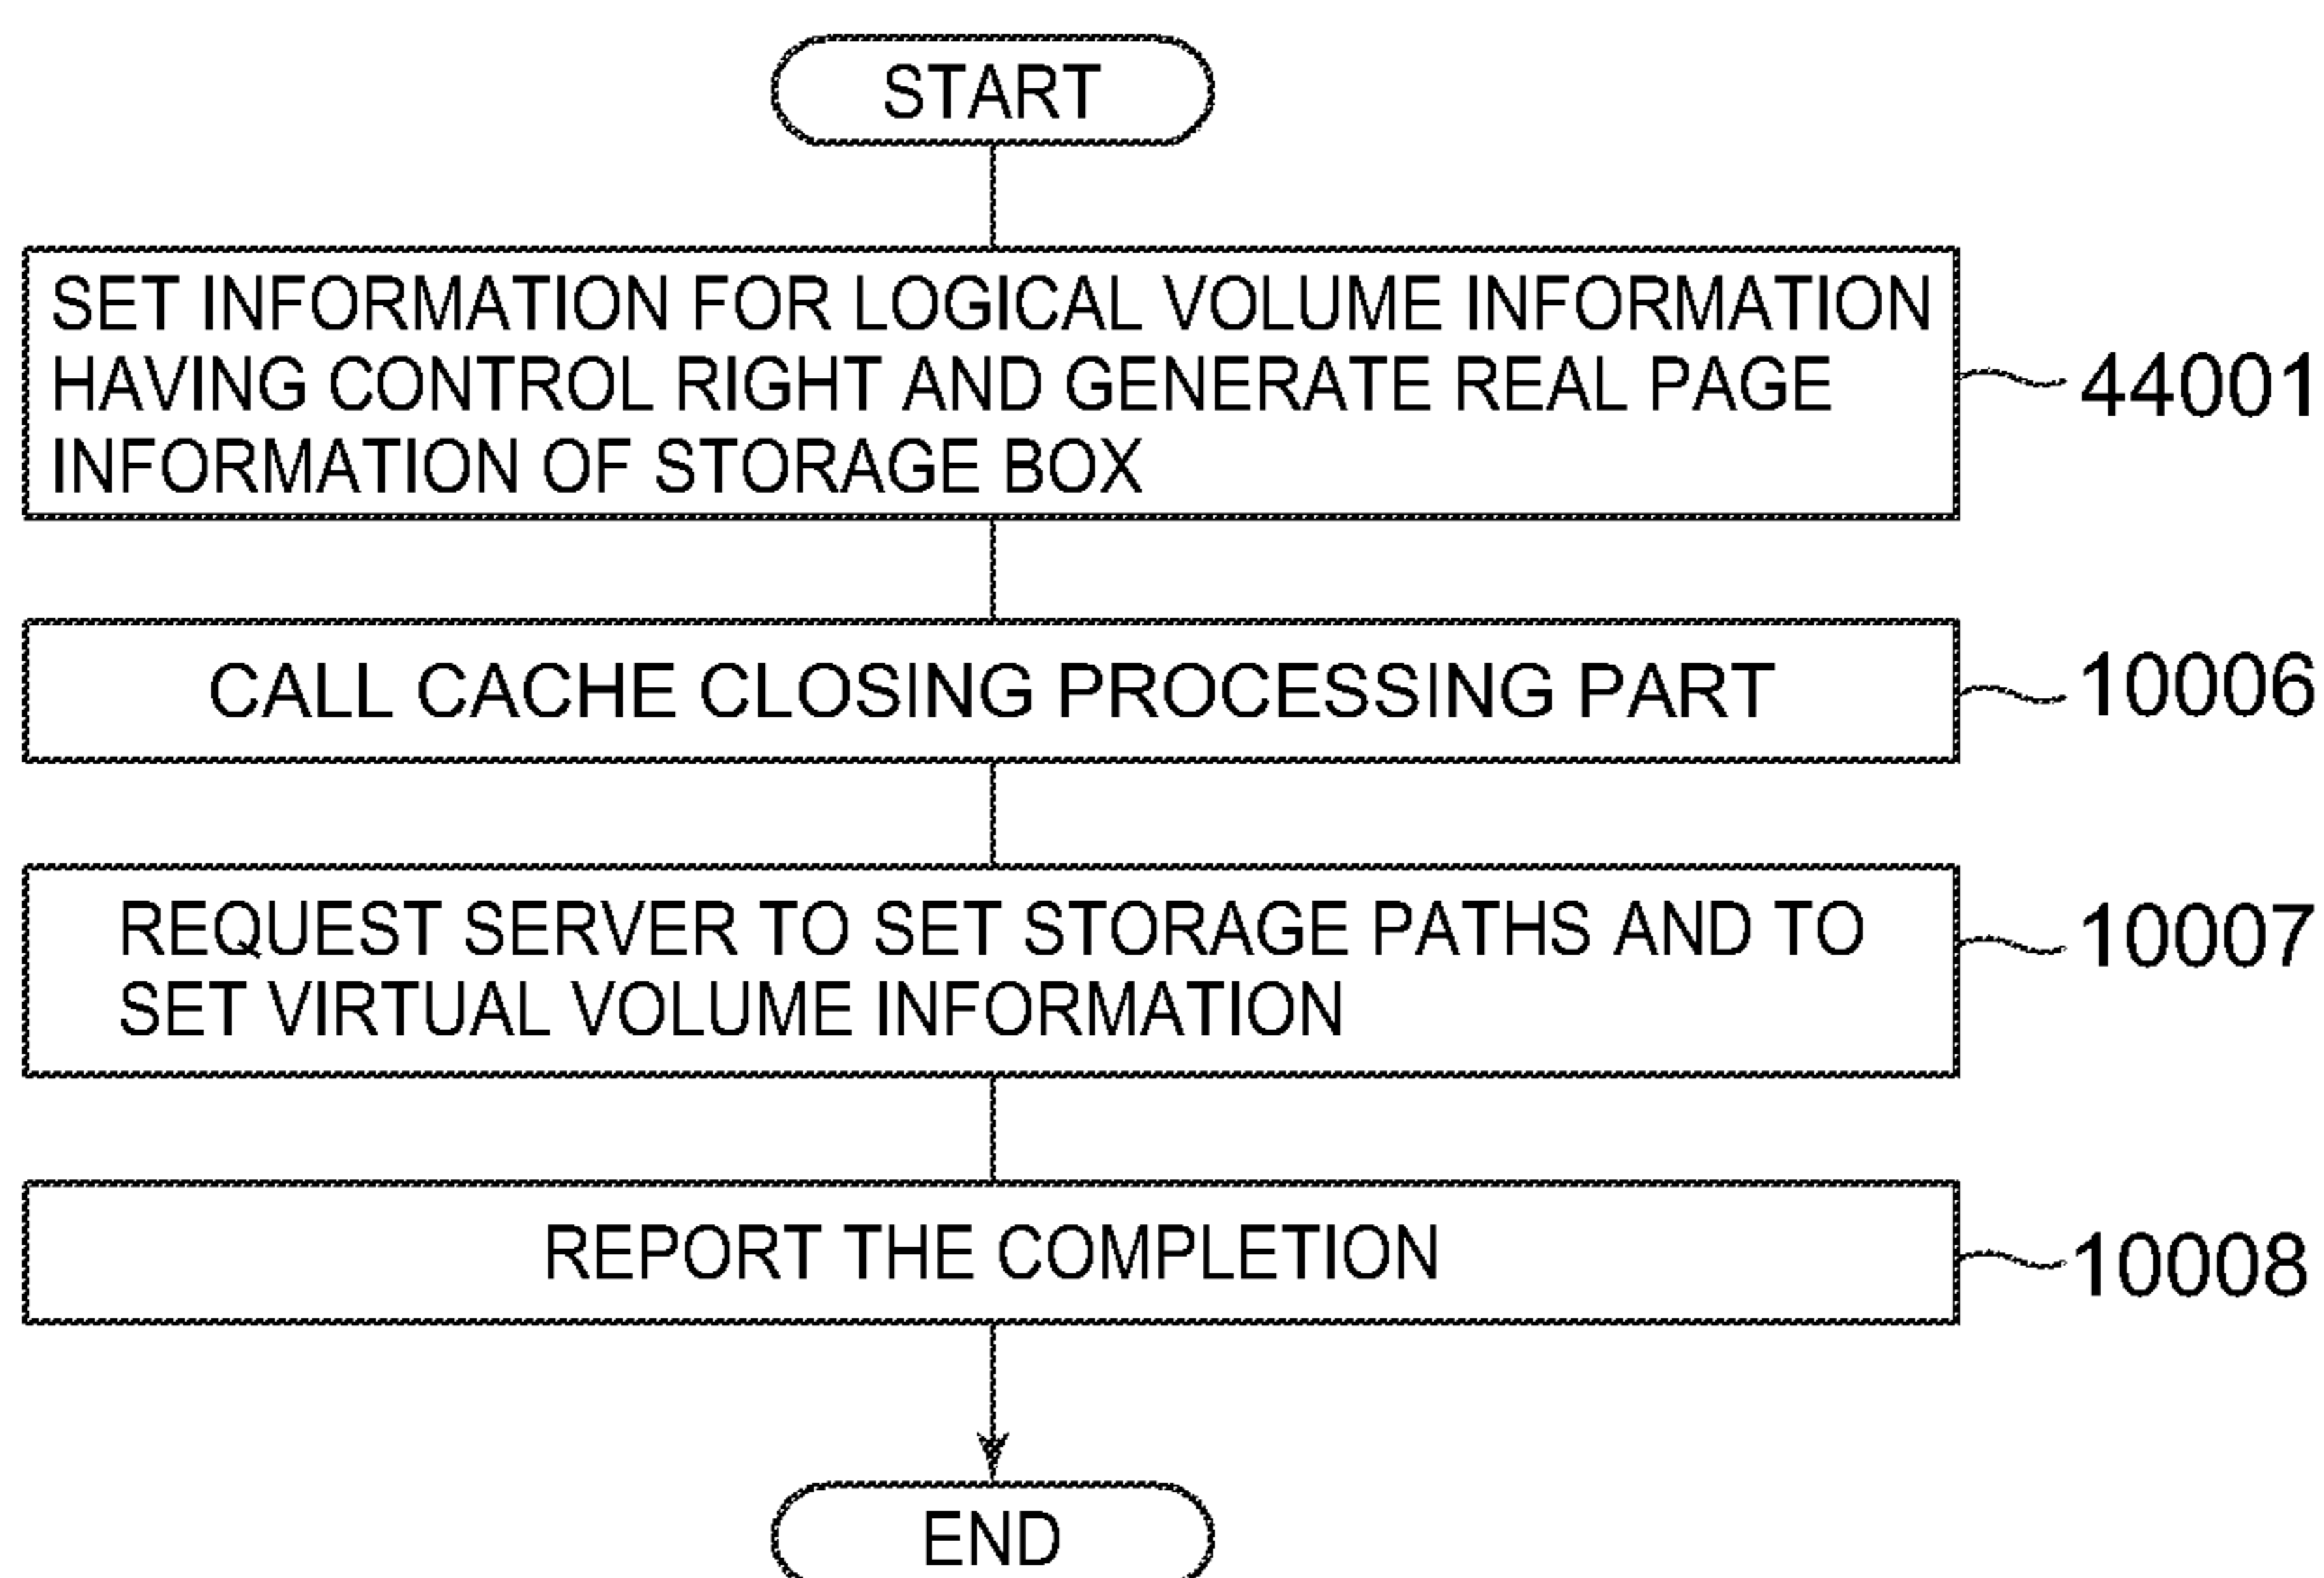 START
SET INFORMATION FOR LOGICAL VOLUME INFORMATION
HAVING CONTROL RIGHT AND GENERATE REAL PAGE
INFORMATION OF STORAGE BOX
44001
CALL CACHE CLOSING PROCESSING PART
10006
REQUEST SERVER TO SET STORAGE PATHS AND TO
SET VIRTUAL VOLUME INFORMATION
10007
REPORT THE COMPLETION
10008
END